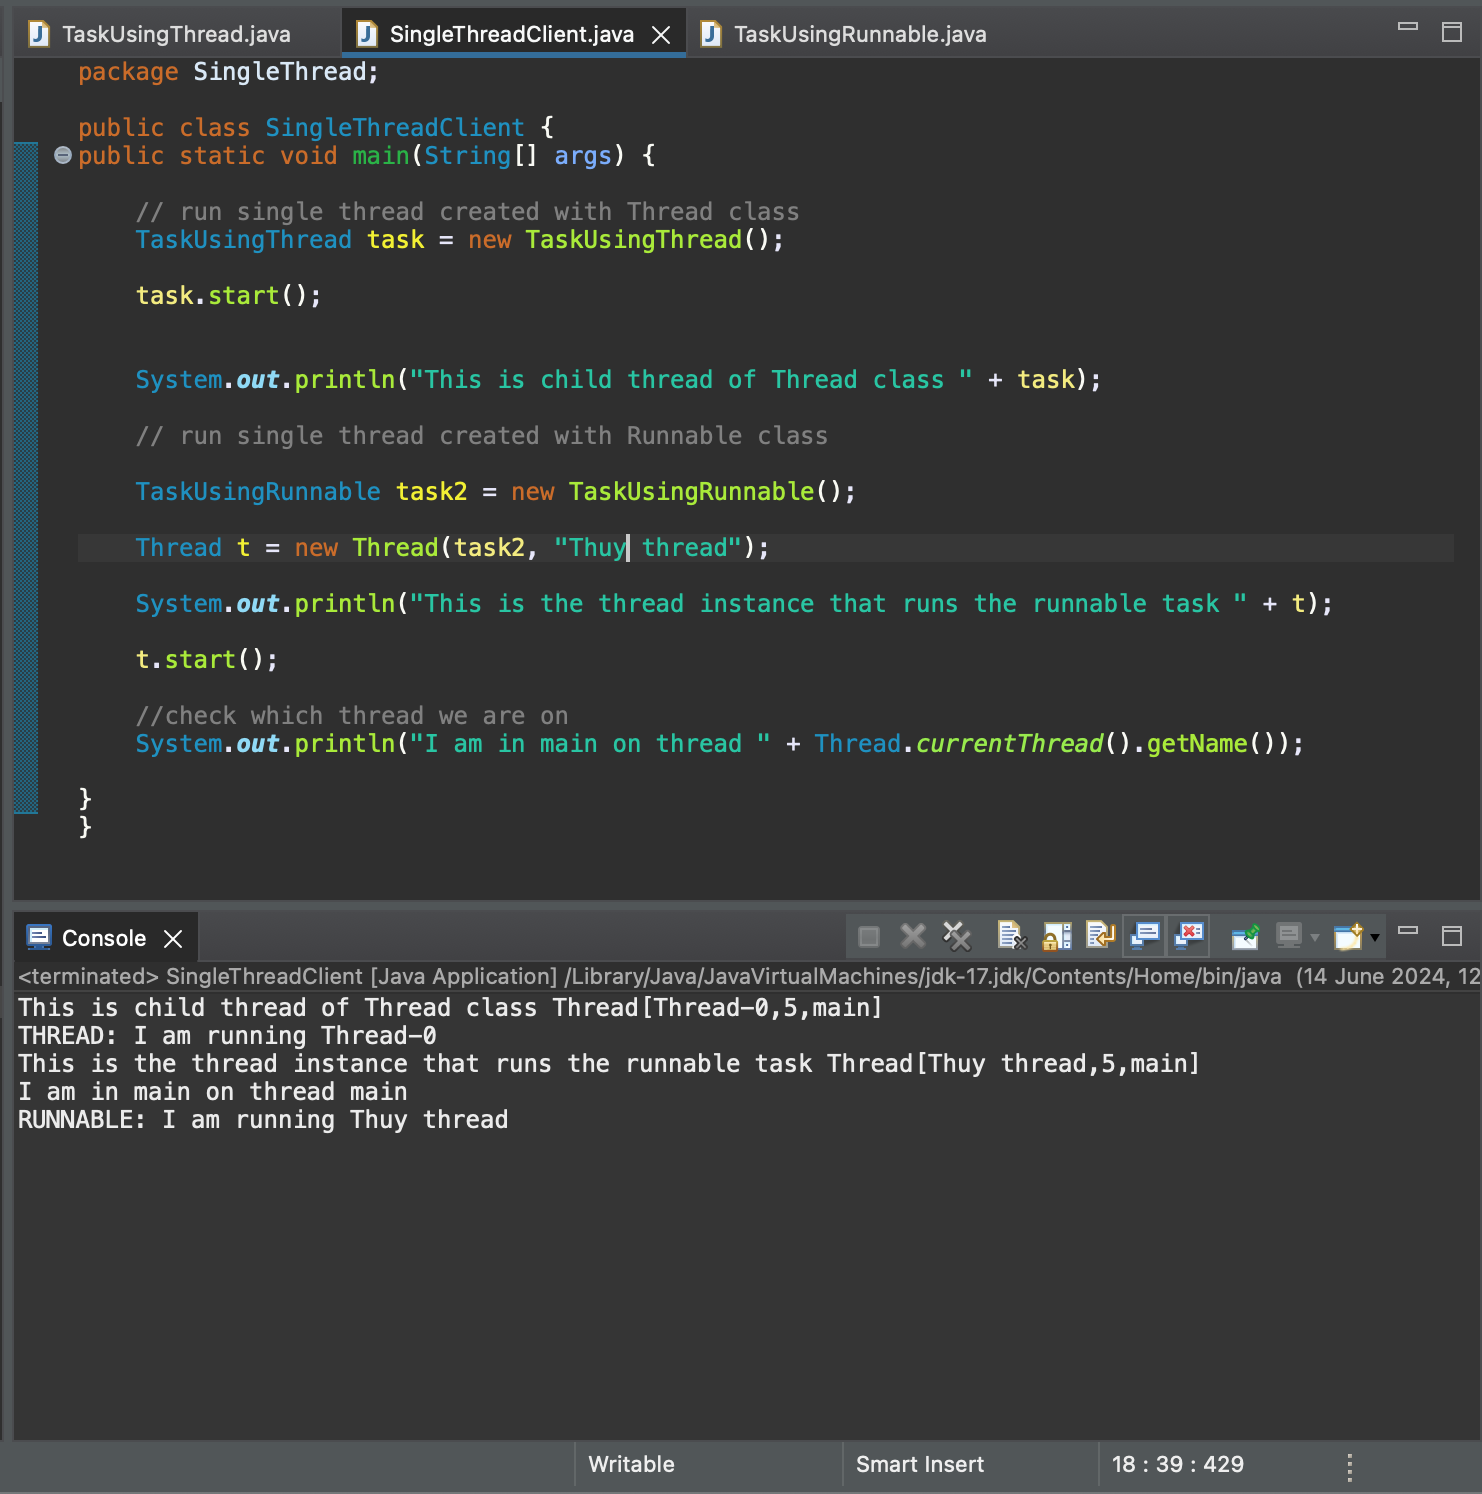 TaskUsingThread.java
SingleThreadClient.java
TaskUsingRunnable.java
package SingleThread;
public class SingleThreadClient {
public static void main(String[] args) {
// run single thread created with Thread class
TaskUsingThread task = new TaskUsingThread();
task.start();
System.out.println("This is child thread of Thread class " + task);
// run single thread created with Runnable class
TaskUsingRunnable task2 = new TaskUsingRunnable();
Thread t = new Thread(task2, "Thuy thread");
System.out.println("This is the thread instance that runs the runnable task " + t);
t.start();
//check which thread we are on
System.out.println("I am in main on thread " + Thread.currentThread().getName());
}
}
Console
<terminated> SingleThreadClient [Java Application] /Library/Java/JavaVirtualMachines/jdk-17.jdk/Contents/Home/bin/java (14 June 2024, 12
This is child thread of Thread class Thread[Thread-0,5,main]
THREAD: I am running Thread-0
This is the thread instance that runs the runnable task Thread[Thuy thread,5,main]
I am in main on thread main
RUNNABLE: I am running Thuy thread
Writable
Smart Insert
18 : 39 : 429